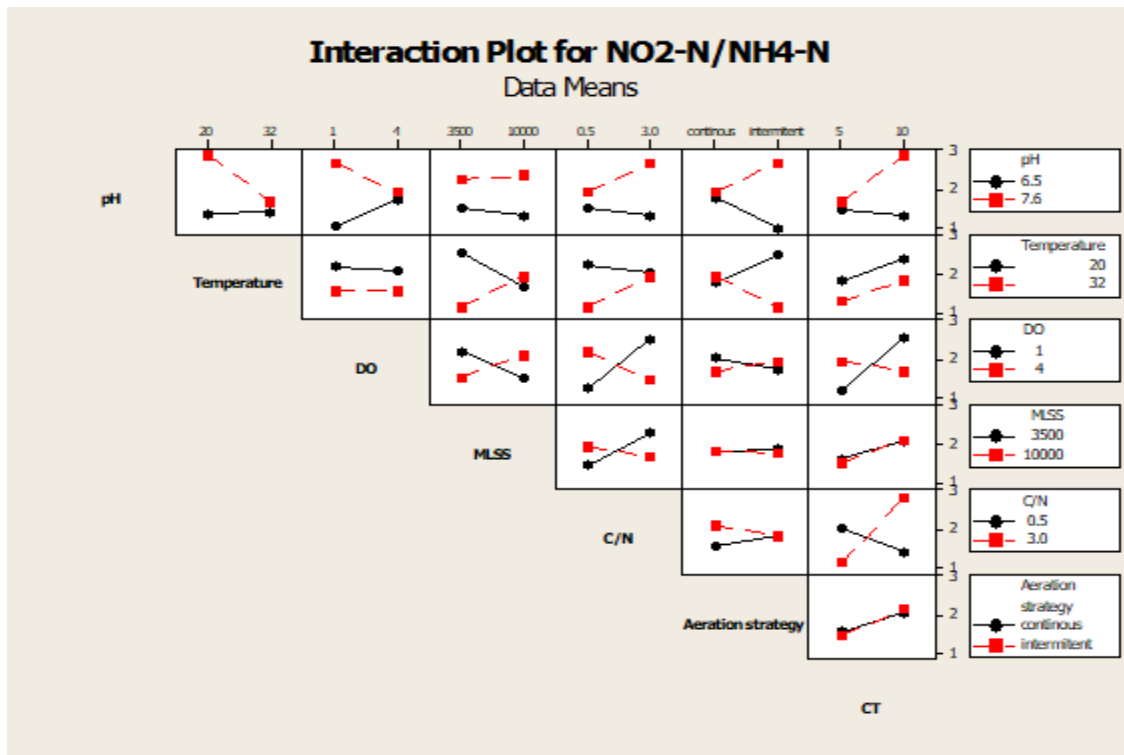 Interaction Plot for NO2-N/NH4-N
Data Means
20 32 1 4 3500 10000 0.5 3.0 continous intermitent 5 10
pH
3
2
1
pH
6.5
7.6
Temperature
3
2
1
Temperature
20
32
DO
3
2
1
DO
1
4
MLSS
3
2
1
MLSS
3500
10000
C/N
3
2
1
C/N
0.5
3.0
Aeration strategy
3
2
1
Aeration
strategy
continous
intermitent
CT